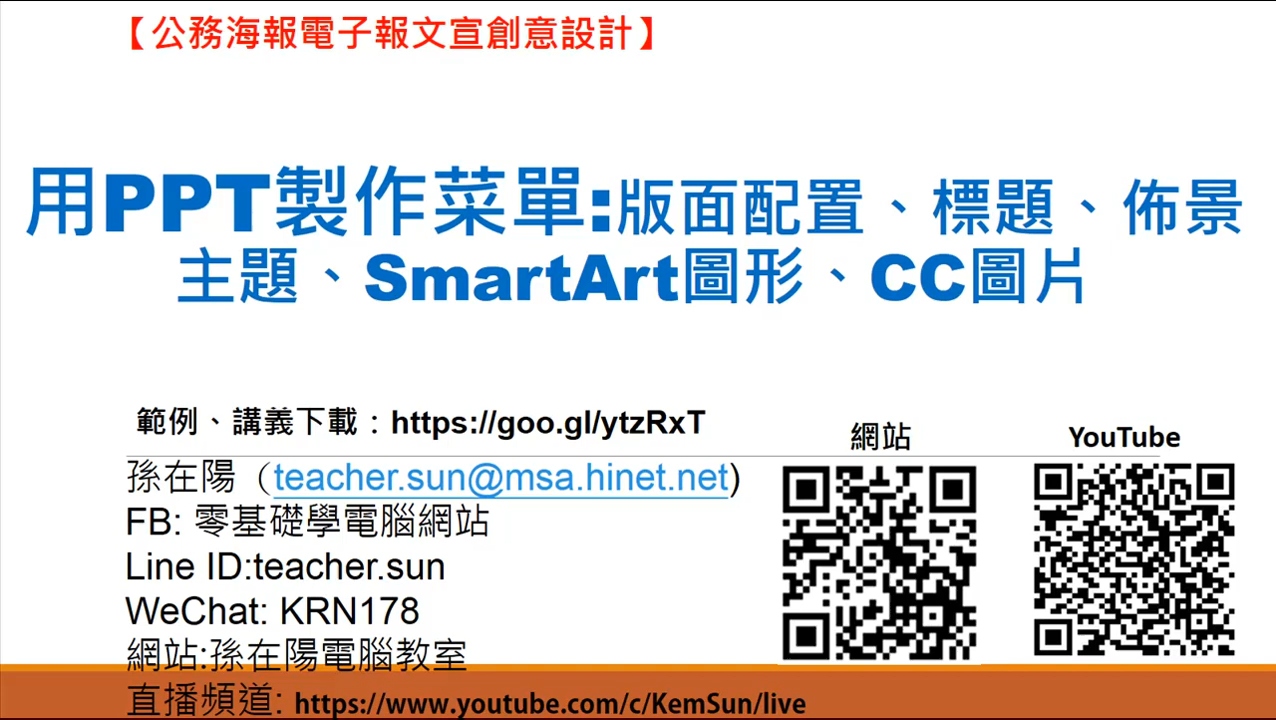 【公務海報電子報文宣創意設計】
用PPT製作菜單:版面配置、標題、佈景
主題、SmartArt圖形、CC圖片
範例、講義下載：https://goo.gl/ytzRxT
網站
YouTube
孫在陽（teacher.sun@msa.hinet.net)
FB: 零基礎學電腦網站
Line ID:teacher.sun
WeChat: KRN178
網站:孫在陽電腦教室
直播頻道: https://www.youtube.com/c/KemSun/live